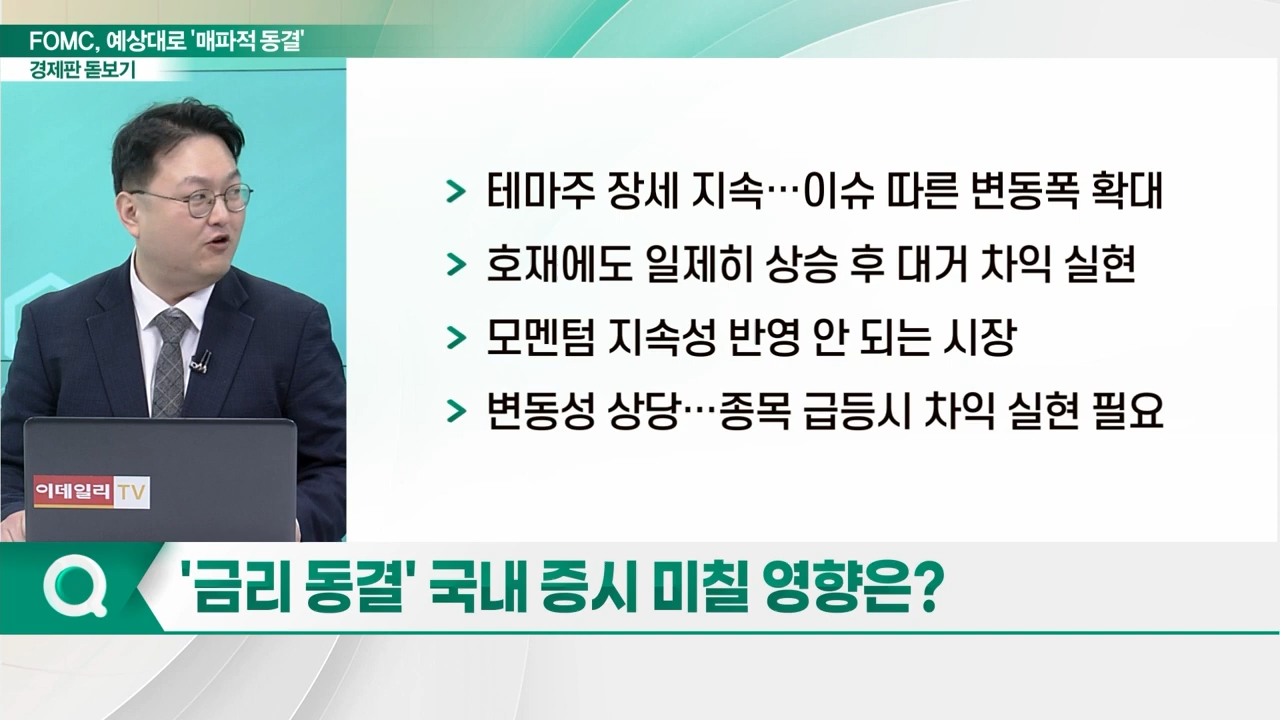 FOMC, 예상대로 '매파적 동결'
경제판 돋보기
> 테마주 장세 지속…이슈 따른 변동폭 확대
> 호재에도 일제히 상승 후 대거 차익 실현
> 모멘텀 지속성 반영 안 되는 시장
> 변동성 상당…종목 급등시 차익 실현 필요
이데일리 TV
Q '금리 동결' 국내 증시 미칠 영향은?